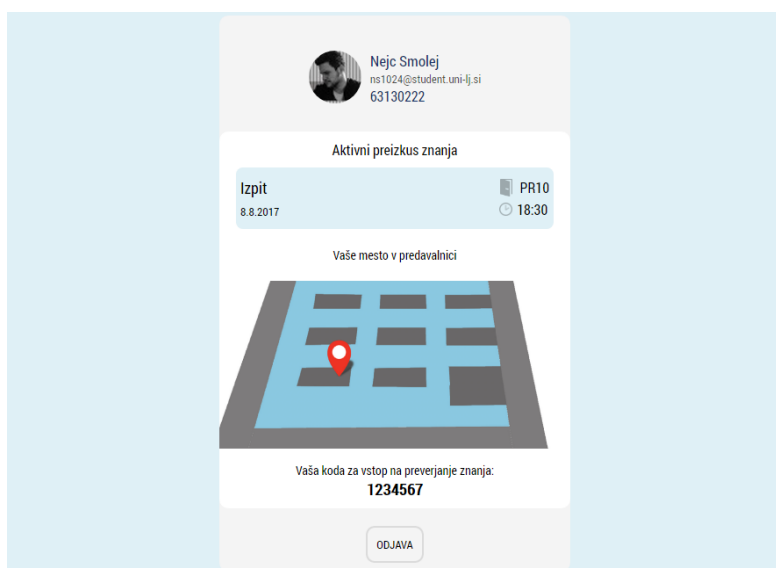 Nejc Smolej
ns1024@student.uni-lj.si
63130222
Aktivni preizkus znanja
Izpit
PR10
8.8.2017
18:30
Vaše mesto v predavalnici
Vaša koda za vstop na preverjanje znanja:
1234567
ODJAVA